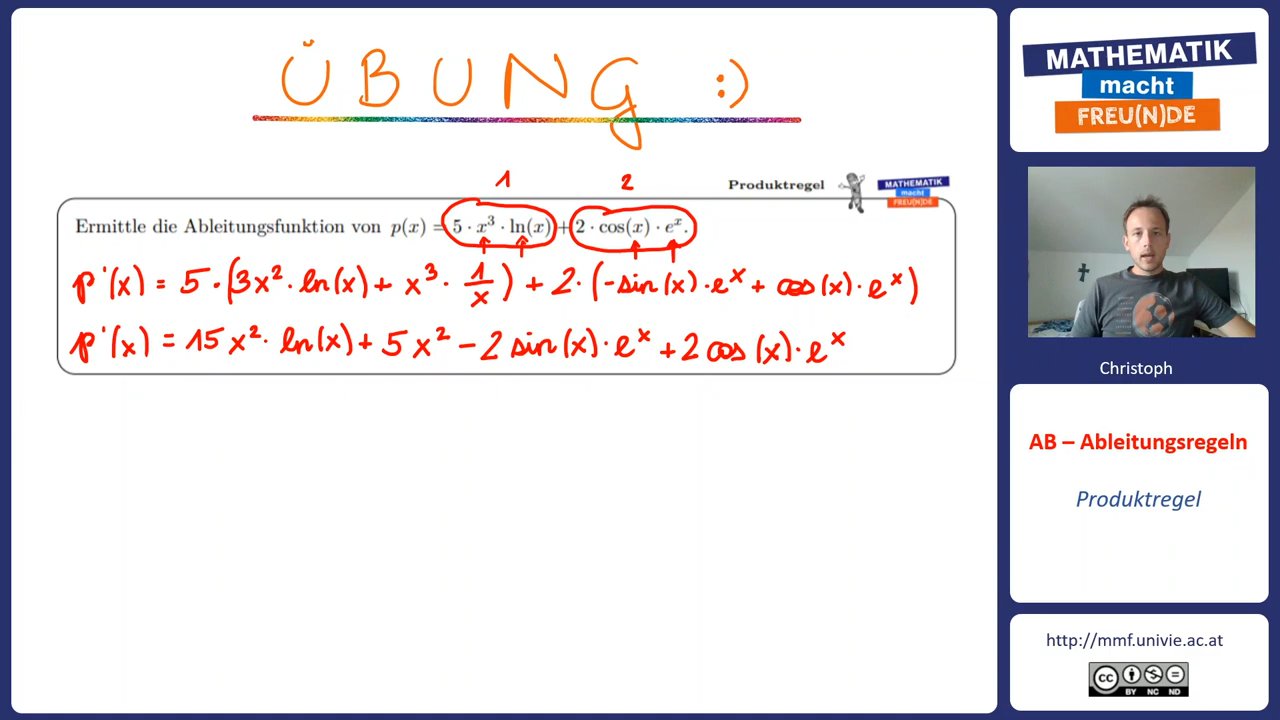 ÜBUNG :)
1 2
Produktregel
MATHEMATIK
macht
FREU(N)DE
Ermittle die Ableitungsfunktion von p(x) = 5 · x³ · ln(x) + 2 · cos(x) · eˣ.
p'(x) = 5 · (3x² · ln(x) + x³ · 1/x) + 2 · (-sin(x) · eˣ + cos(x) · eˣ)
p'(x) = 15x² · ln(x) + 5x² - 2 sin(x) · eˣ + 2 cos(x) · eˣ
MATHEMATIK
macht
FREU(N)DE
Christoph
AB – Ableitungsregeln
Produktregel
http://mmf.univie.ac.at
cc
BY NC ND